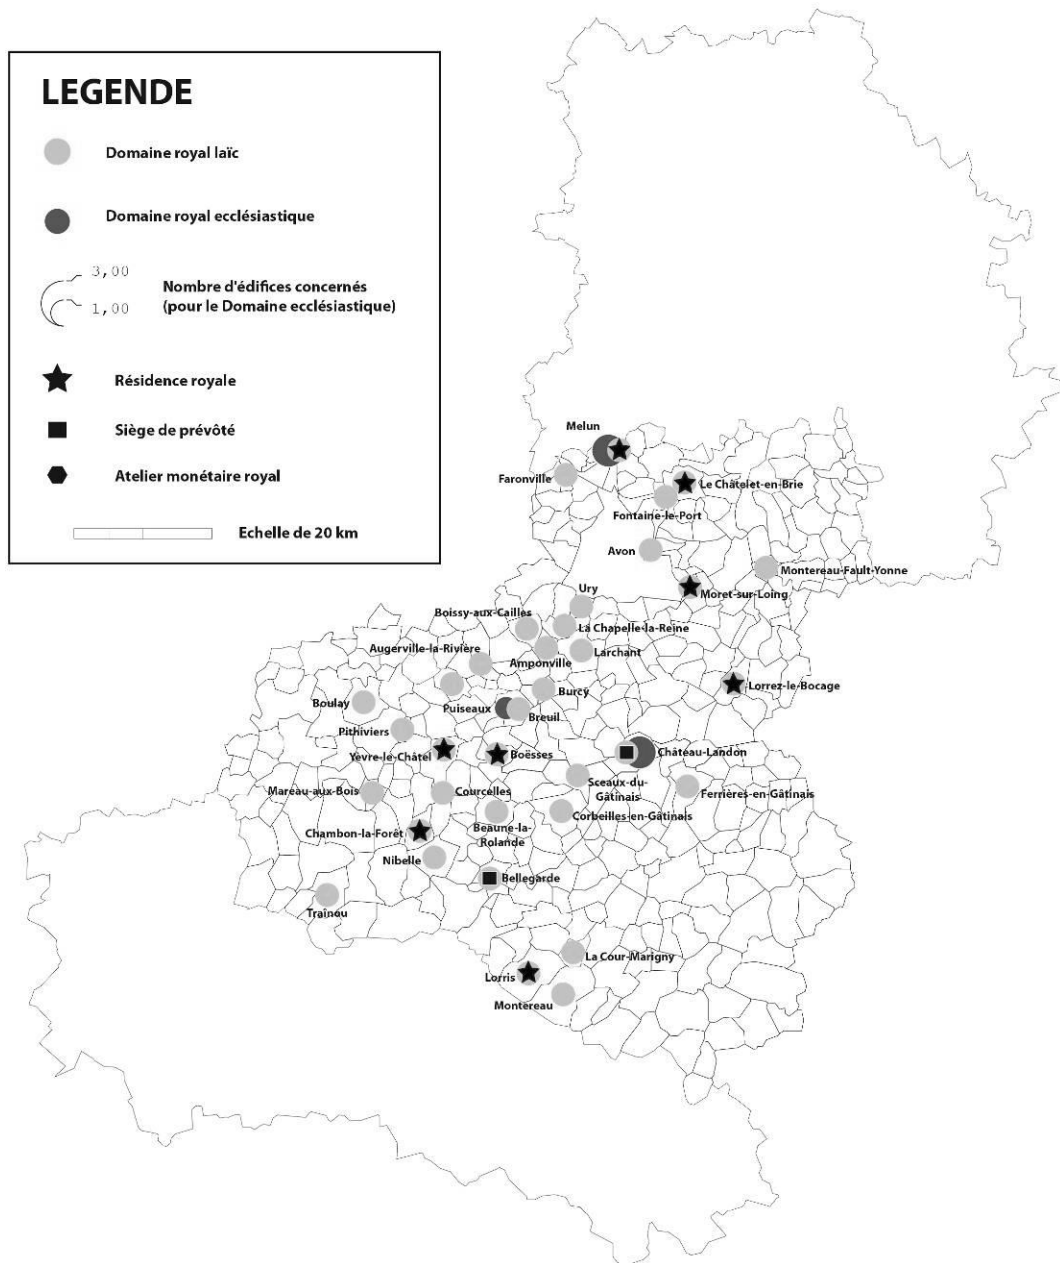 LEGENDE
Domaine royal laïc
Domaine royal ecclésiastique
3,00
1,00
Nombre d'édifices concernés
(pour le Domaine ecclésiastique)
Résidence royale
Siège de prévôté
Atelier monétaire royal
Echelle de 20 km
Melun
Faronville
Le Châtelet-en-Brie
Fontaine-le-Port
Avon
Montereau-Fault-Yonne
Ury
Moret-sur-Loing
Boissy-aux-Cailles
La Chapelle-la-Reine
Augerville-la-Rivière
Larchant
Amponville
Lorrez-le-Bocage
Burcy
Boulay
Puiseaux
Breuil
Pithiviers
Yèvre-le-Châtel
Boësses
Château-Landon
Sceaux-du-
Gâtinais
Ferrières-en-Gâtinais
Mareau-aux-Bois
Courcelles
Corbeilles-en-Gâtinais
Beaune-la-
Rolande
Chambon-la-Forêt
Nibelle
Bellegarde
Traînou
La Cour-Marigny
Lorris
Montereau